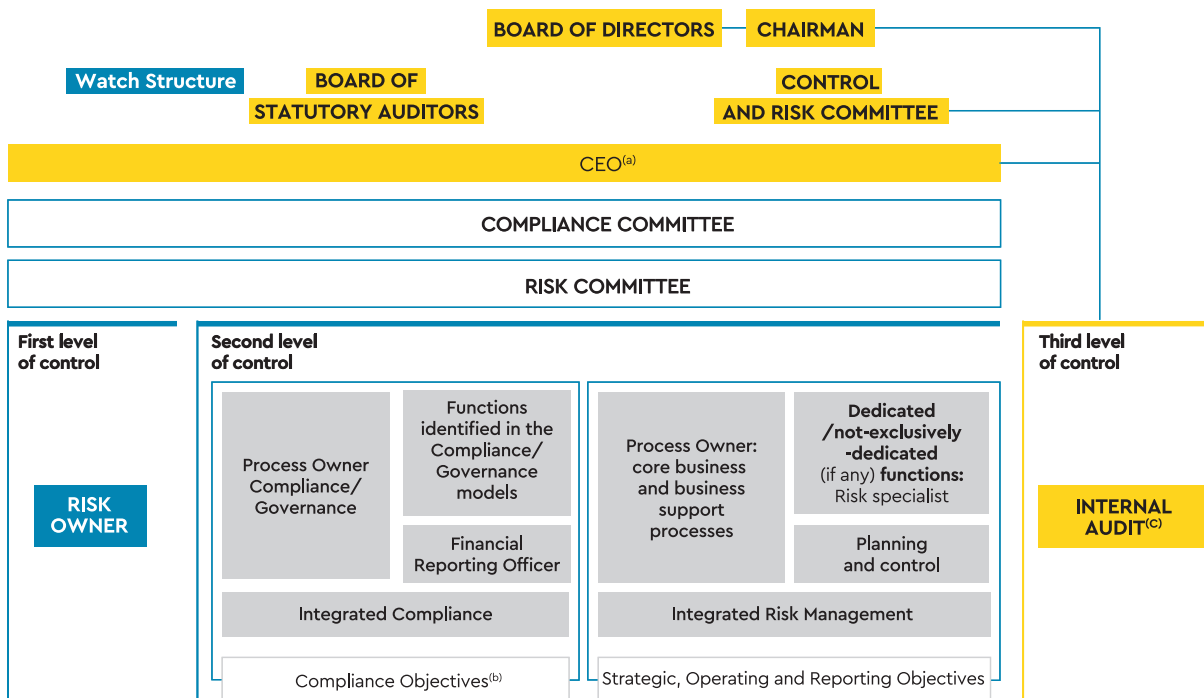 BOARD OF DIRECTORS
CHAIRMAN
Watch Structure
BOARD OF
STATUTORY AUDITORS
CONTROL
AND RISK COMMITTEE
CEO(a)
COMPLIANCE COMMITTEE
RISK COMMITTEE
First level
of control
RISK
OWNER
Second level
of control
Process Owner
Compliance/
Governance
Functions
identified in the
Compliance/
Governance
models
Financial
Reporting Officer
Integrated Compliance
Compliance Objectives(b)
Process Owner:
core business
and business
support
processes
Dedicated
/not-exclusively
-dedicated
(if any) functions:
Risk specialist
Planning
and control
Integrated Risk Management
Strategic, Operating and Reporting Objectives
Third level
of control
INTERNAL
AUDIT(C)